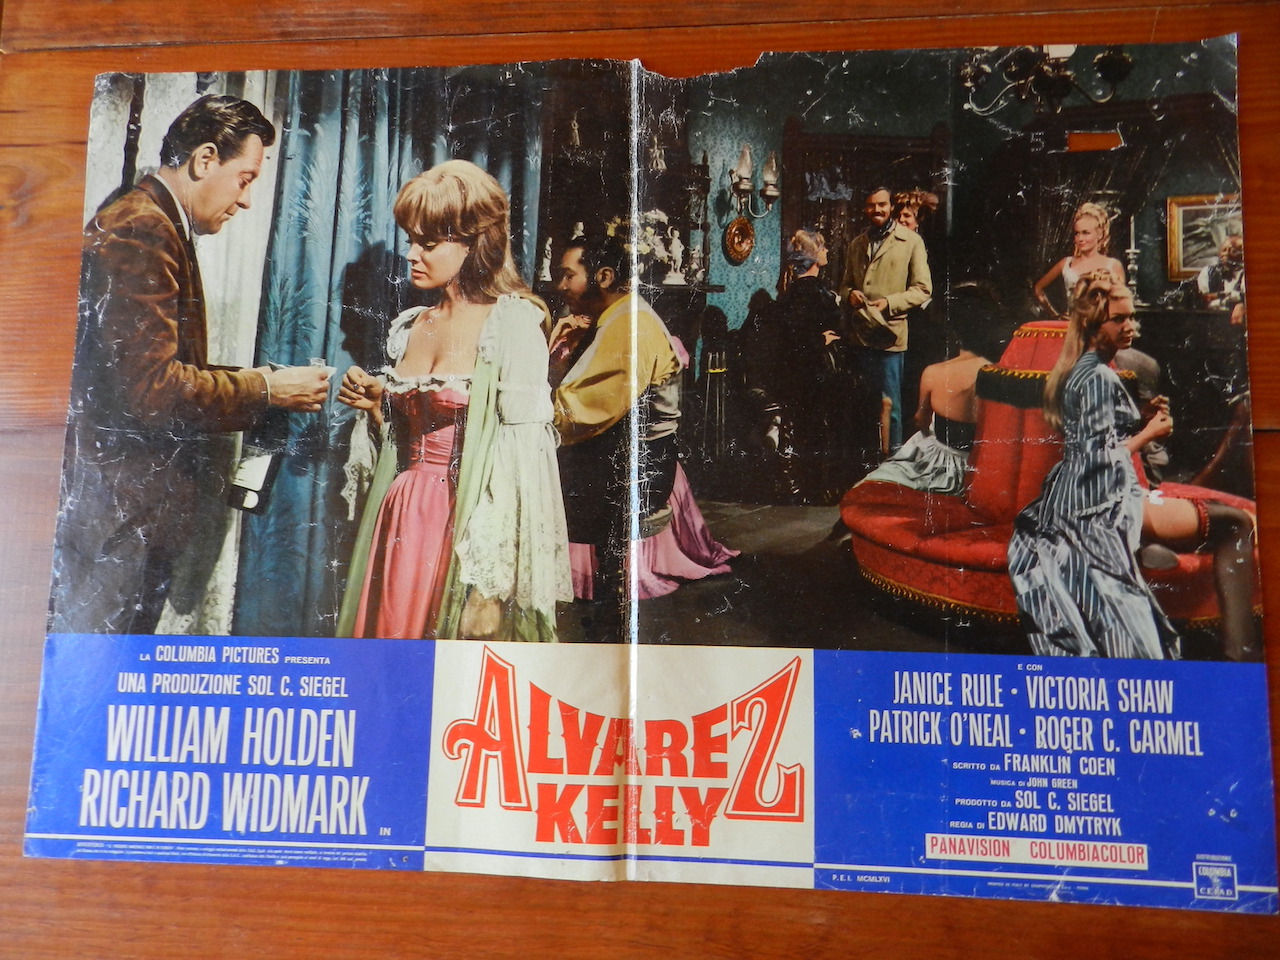 LA COLUMBIA PICTURES PRESENTA
UNA PRODUZIONE SOL C. SIEGEL
WILLIAM HOLDEN
RICHARD WIDMARK IN
ALVAREZ
KELLY
E CON
JANICE RULE · VICTORIA SHAW
PATRICK O'NEAL · ROGER C. CARMEL
SCRITTO DA FRANKLIN COEN
MUSICA DI JOHN GREEN
PRODOTTO DA SOL C. SIEGEL
REGIA DI EDWARD DMYTRYK
PANAVISION COLUMBIACOLOR
P.E.I. MCMLXVI
DISTRIBUZIONE
COLUMBIA
CEIAD